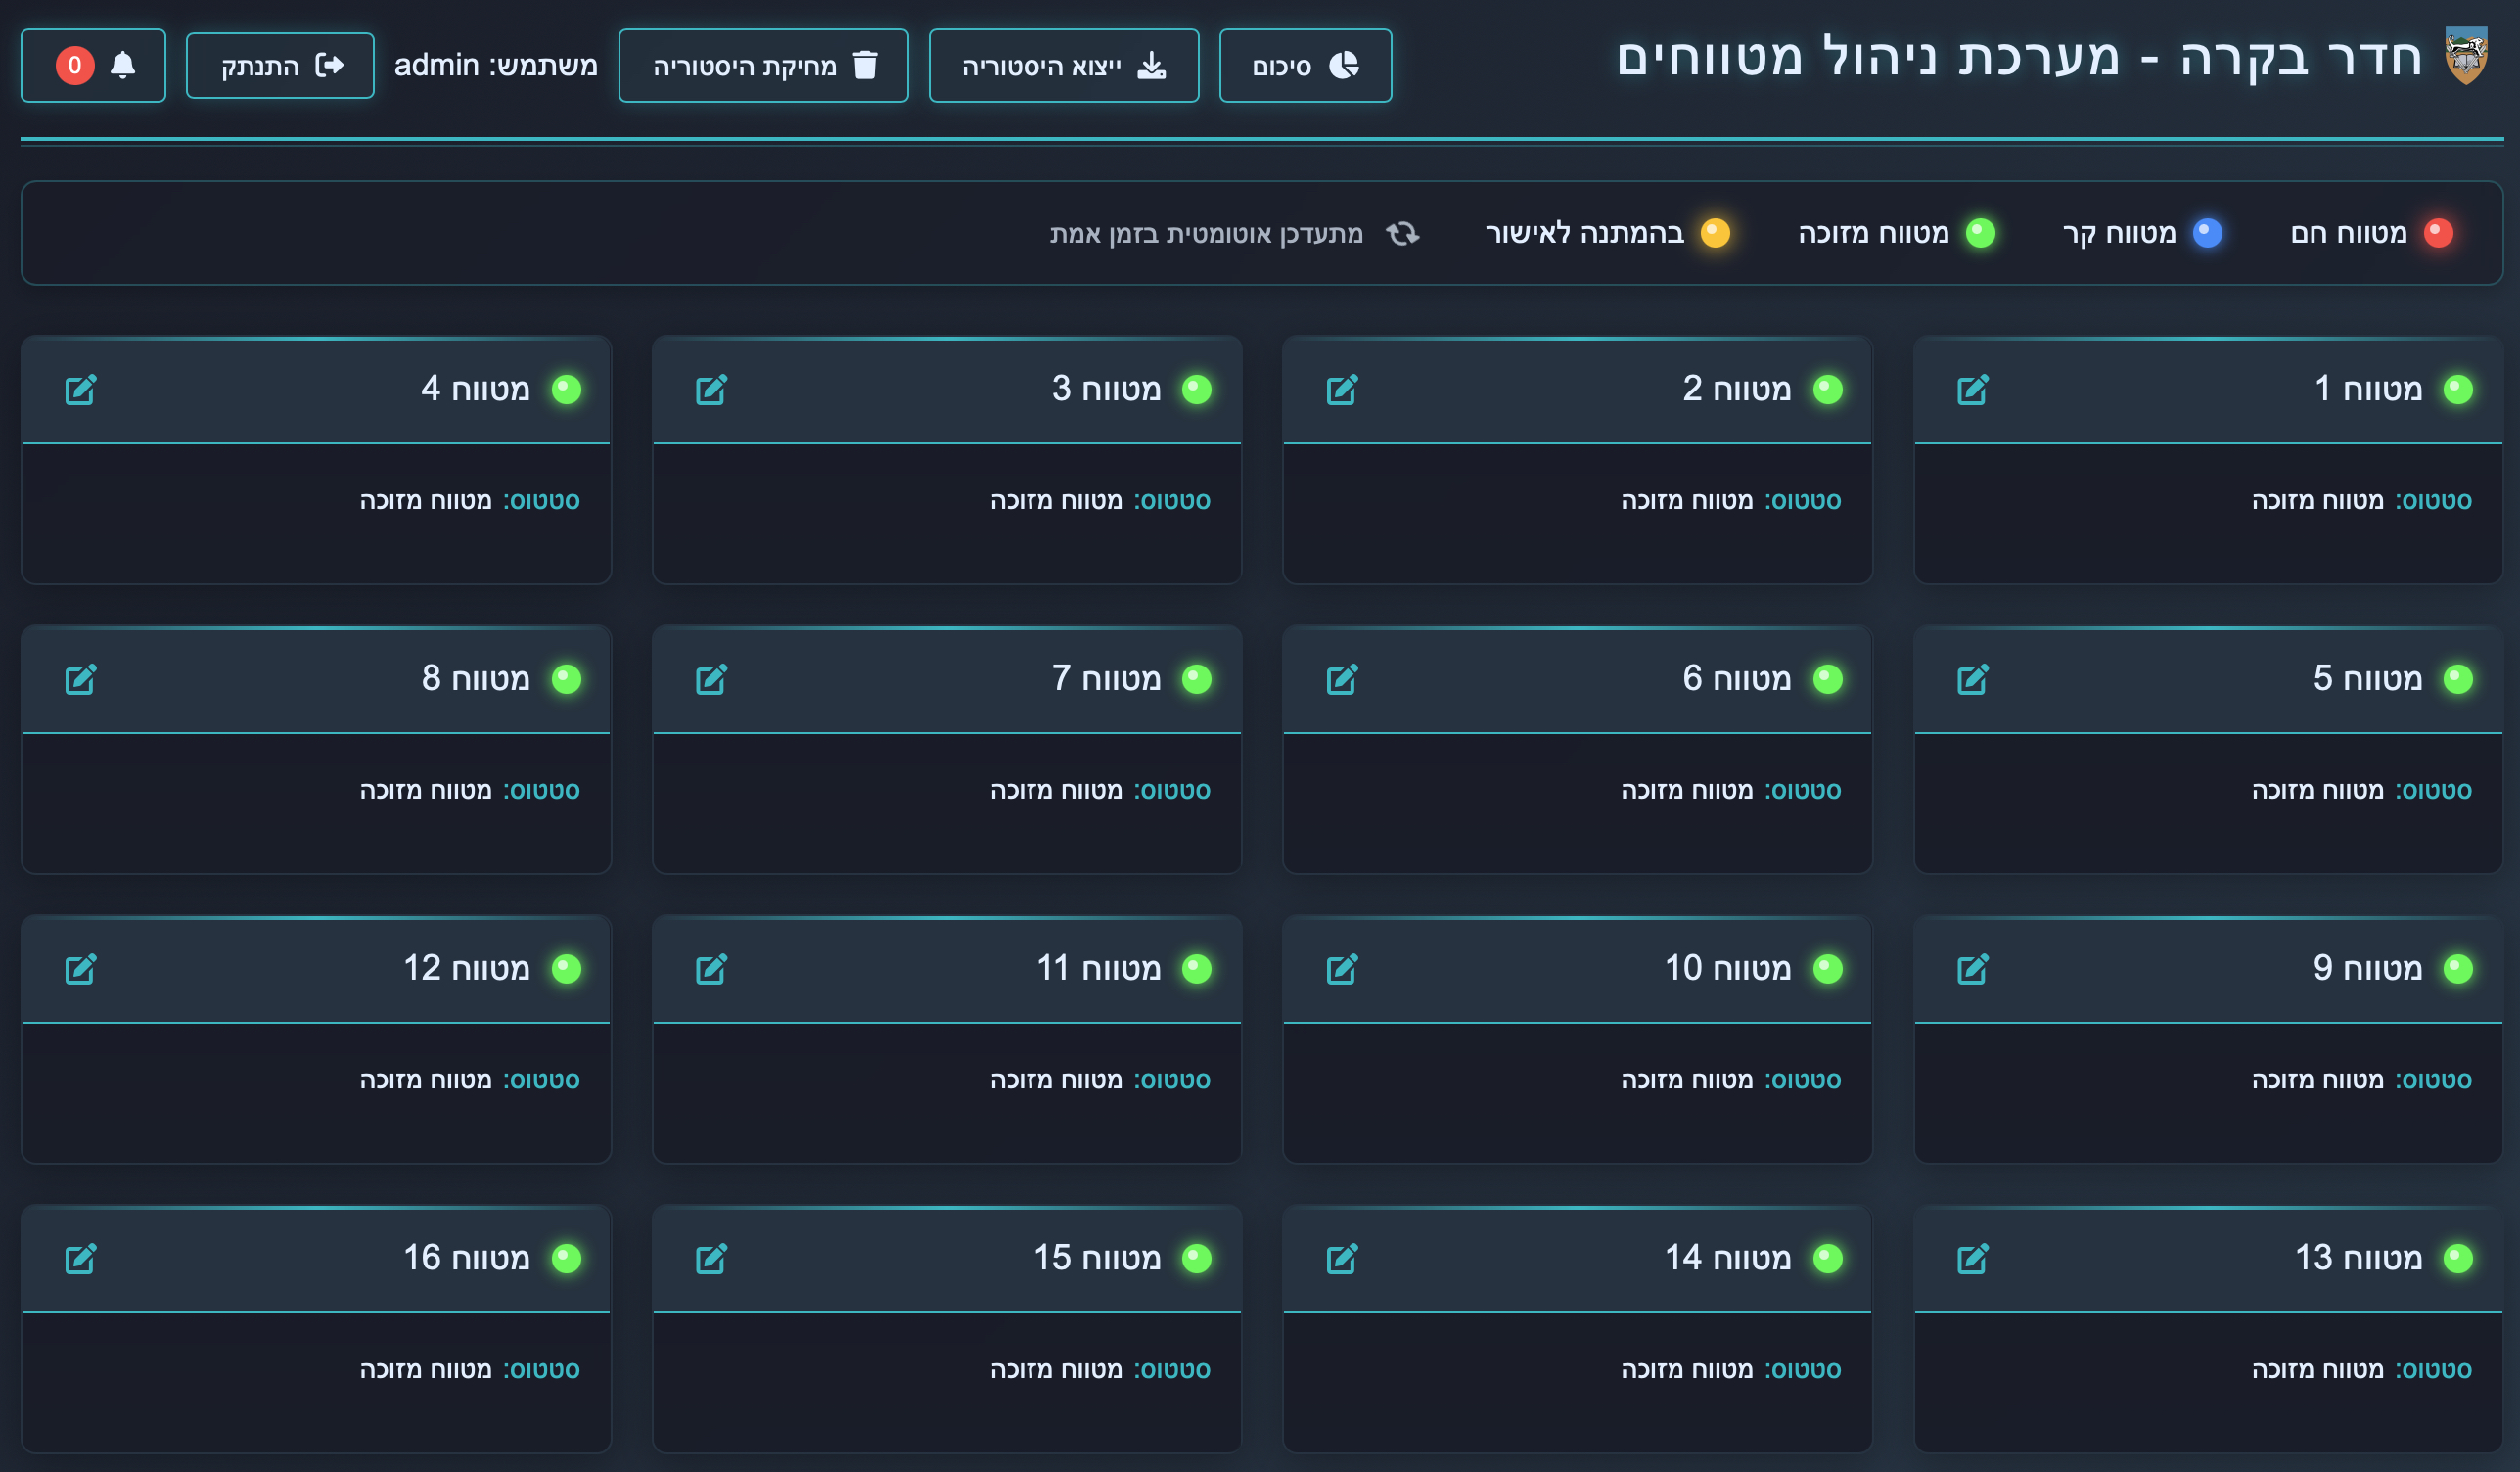 חדר בקרה - מערכת ניהול מטווחים
סיכום
ייצוא היסטוריה
מחיקת היסטוריה
משתמש: admin
התנתק
0
מטווח חם
מטווח קר
מטווח מזוכה
בהמתנה לאישור
מתעדכן אוטומטית בזמן אמת
מטווח 1
סטטוס: מטווח מזוכה
מטווח 2
סטטוס: מטווח מזוכה
מטווח 3
סטטוס: מטווח מזוכה
מטווח 4
סטטוס: מטווח מזוכה
מטווח 5
סטטוס: מטווח מזוכה
מטווח 6
סטטוס: מטווח מזוכה
מטווח 7
סטטוס: מטווח מזוכה
מטווח 8
סטטוס: מטווח מזוכה
מטווח 9
סטטוס: מטווח מזוכה
מטווח 10
סטטוס: מטווח מזוכה
מטווח 11
סטטוס: מטווח מזוכה
מטווח 12
סטטוס: מטווח מזוכה
מטווח 13
סטטוס: מטווח מזוכה
מטווח 14
סטטוס: מטווח מזוכה
מטווח 15
סטטוס: מטווח מזוכה
מטווח 16
סטטוס: מטווח מזוכה